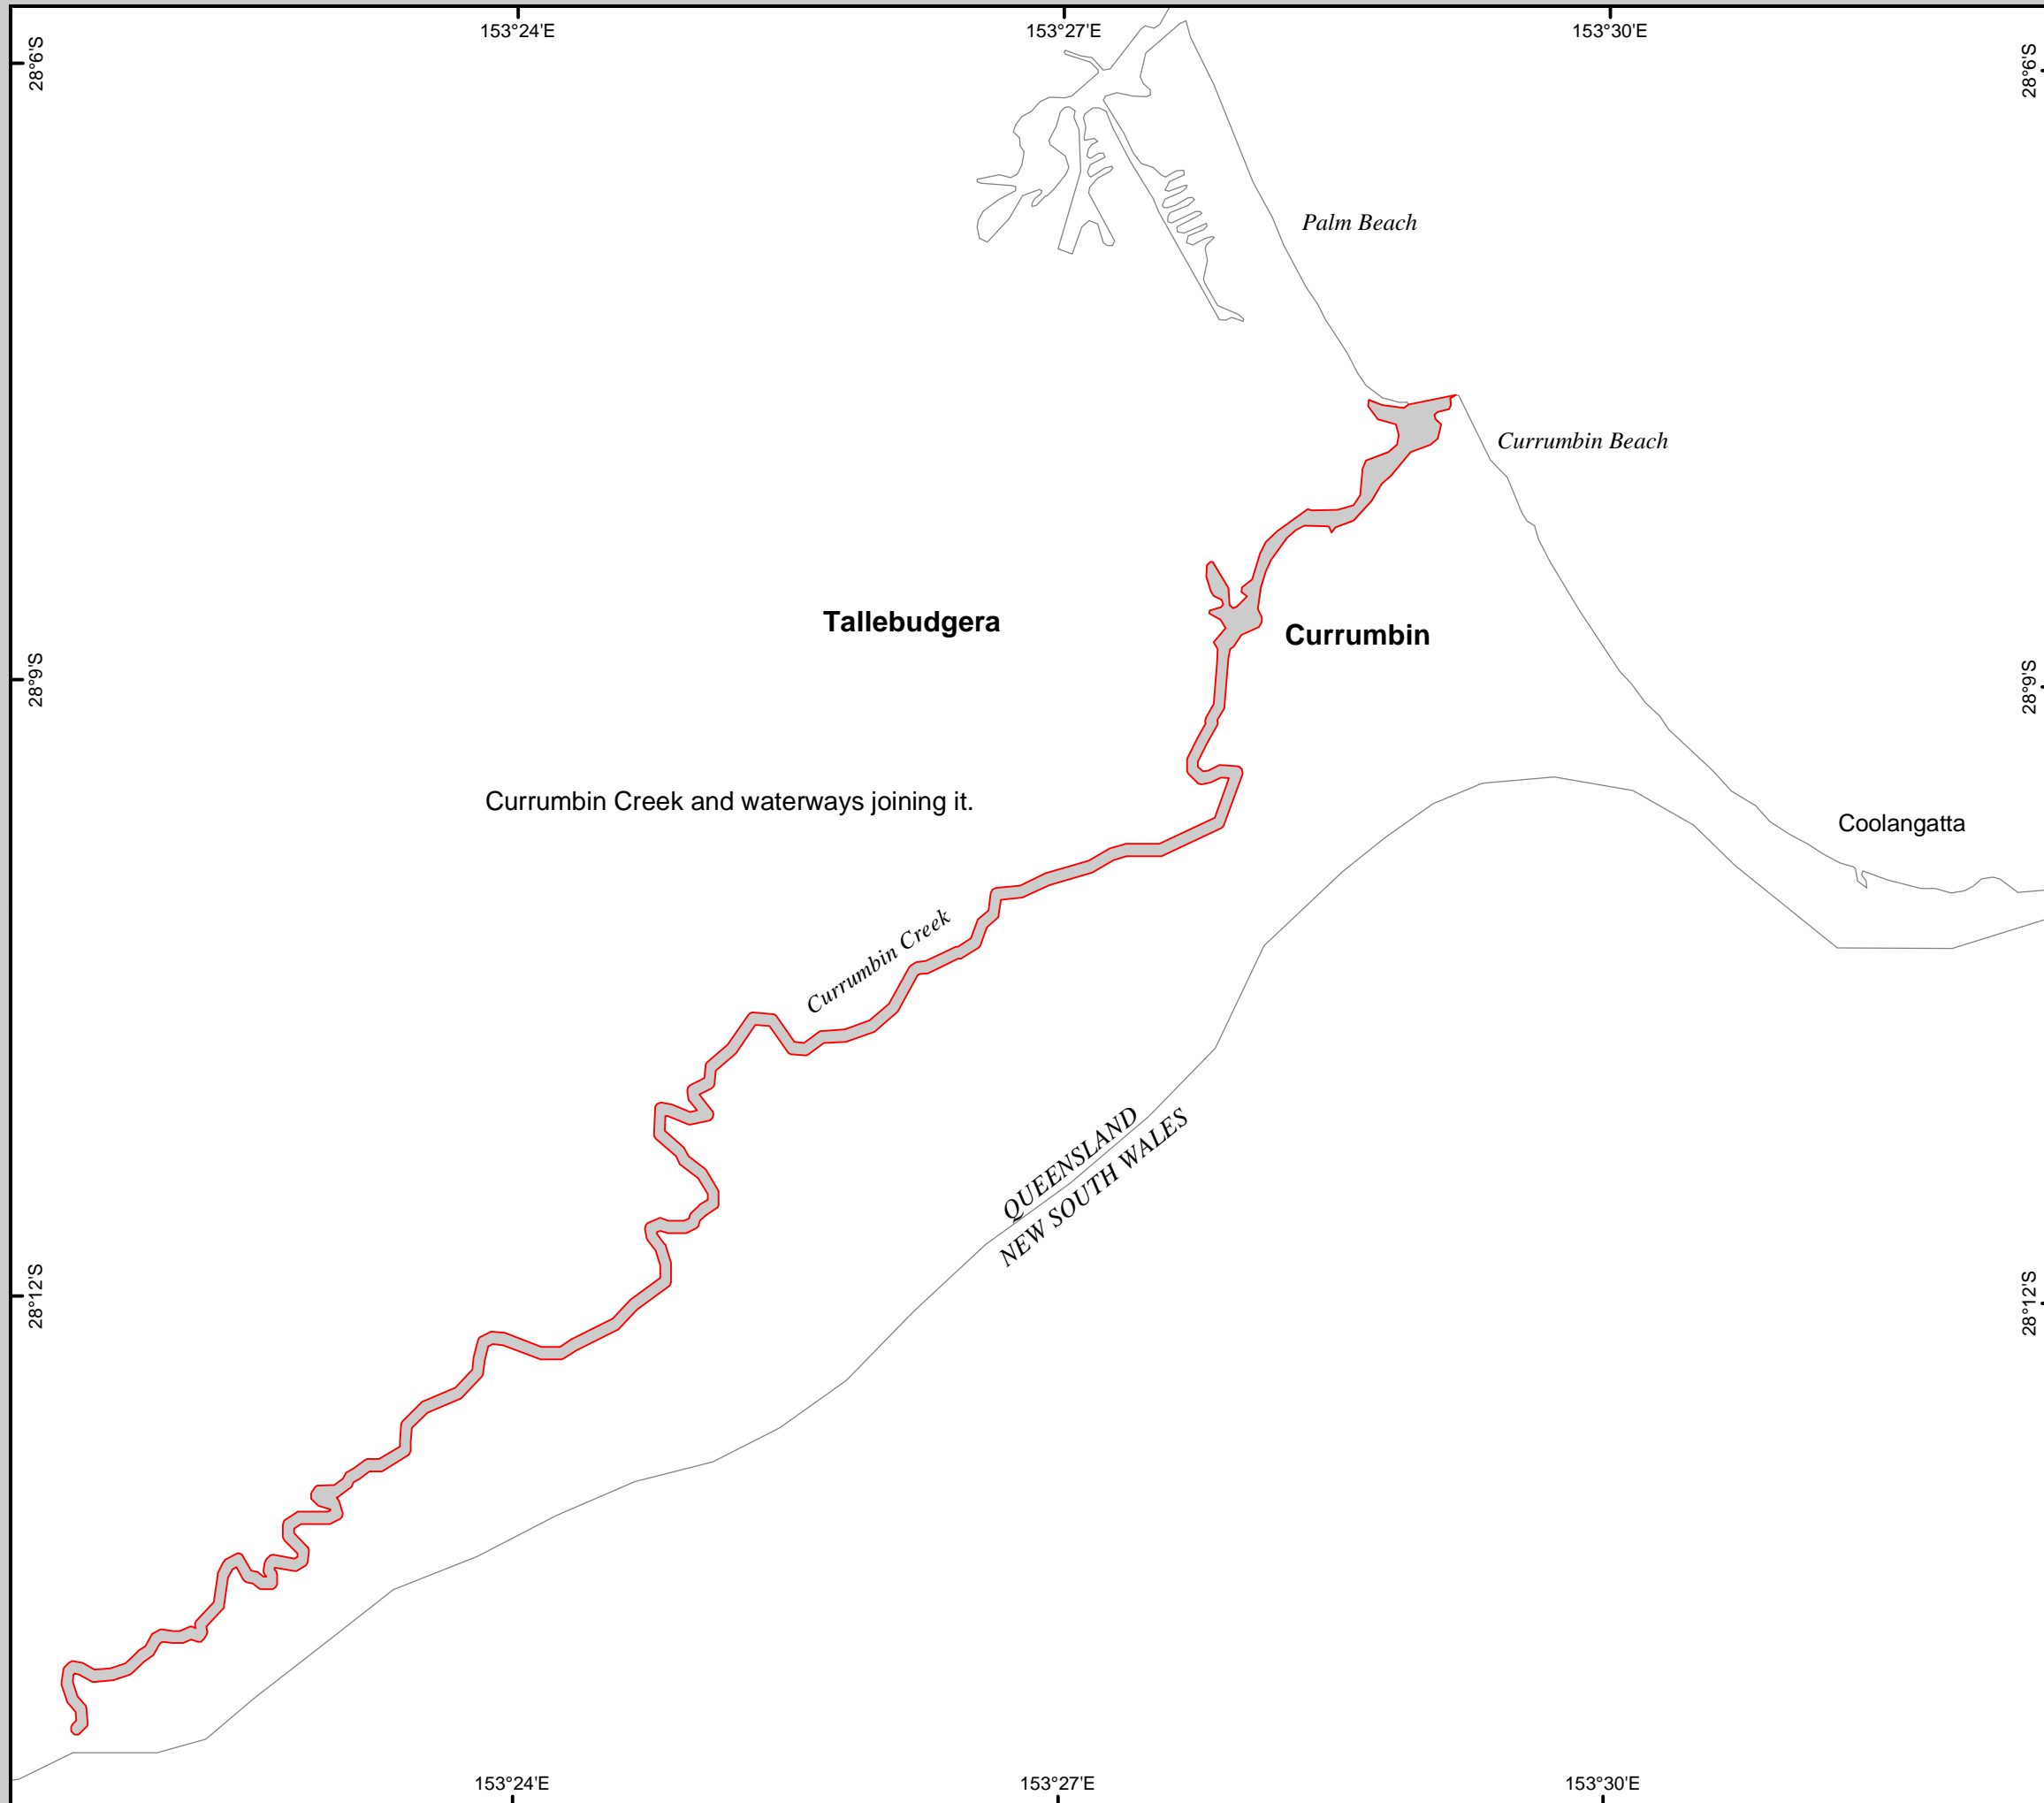 153°24'E
153°27'E
153°30'E
28°6'S
28°6'S
Palm Beach
Currumbin Beach
Tallebudgera
Currumbin
28°9'S
28°9'S
Currumbin Creek and waterways joining it.
Coolangatta
Currumbin Creek
QUEENSLAND
NEW SOUTH WALES
28°12'S
28°12'S
153°24'E
153°27'E
153°30'E